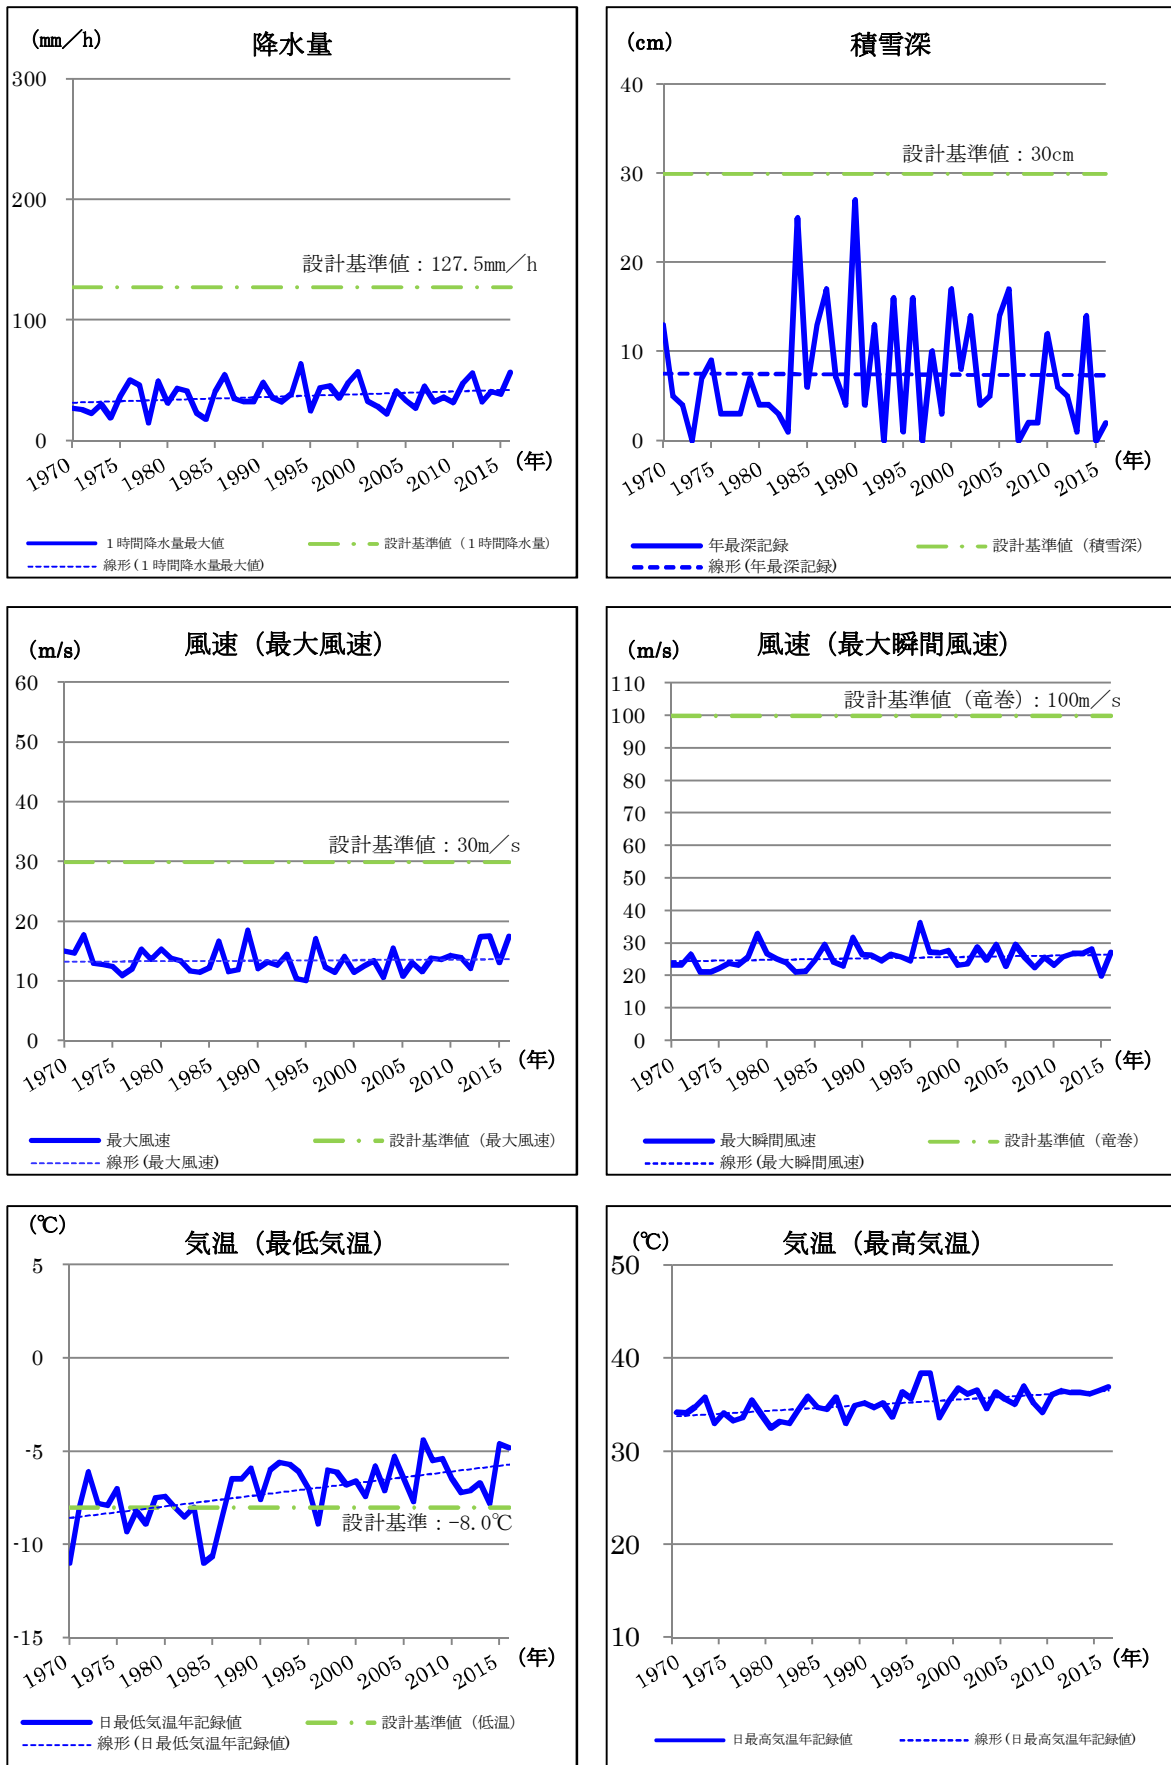 (mm／h)
降水量
300
200
100
0
設計基準値：127.5mm／h
1970
1975
1980
1985
1990
1995
2000
2005
2010
2015
(年)
１時間降水量最大値
設計基準値（１時間降水量）
線形(１時間降水量最大値)
(cm)
積雪深
40
30
20
10
0
設計基準値：30cm
1970
1975
1980
1985
1990
1995
2000
2005
2010
2015
(年)
年最深記録
設計基準値（積雪深）
線形(年最深記録)
(m/s)
風速（最大風速）
60
50
40
30
20
10
0
設計基準値：30m／s
1970
1975
1980
1985
1990
1995
2000
2005
2010
2015
(年)
最大風速
設計基準値（最大風速）
線形(最大風速)
(m/s)
風速（最大瞬間風速）
110
100
90
80
70
60
50
40
30
20
10
0
設計基準値（竜巻）：100m／s
1970
1975
1980
1985
1990
1995
2000
2005
2010
2015
(年)
最大瞬間風速
設計基準値（竜巻）
線形(最大瞬間風速)
(℃)
気温（最低気温）
5
0
-5
-10
-15
設計基準：-8.0℃
1970
1975
1980
1985
1990
1995
2000
2005
2010
2015
(年)
日最低気温年記録値
設計基準値（低温）
線形(日最低気温年記録値)
(℃)
気温（最高気温）
50
40
30
20
10
1970
1975
1980
1985
1990
1995
2000
2005
2010
2015
(年)
日最高気温年記録値
線形(日最高気温年記録値)